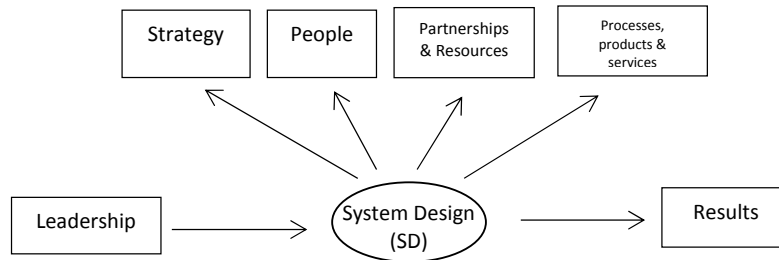 Strategy
People
Partnerships
& Resources
Processes,
products &
services
Leadership
System Design
(SD)
Results